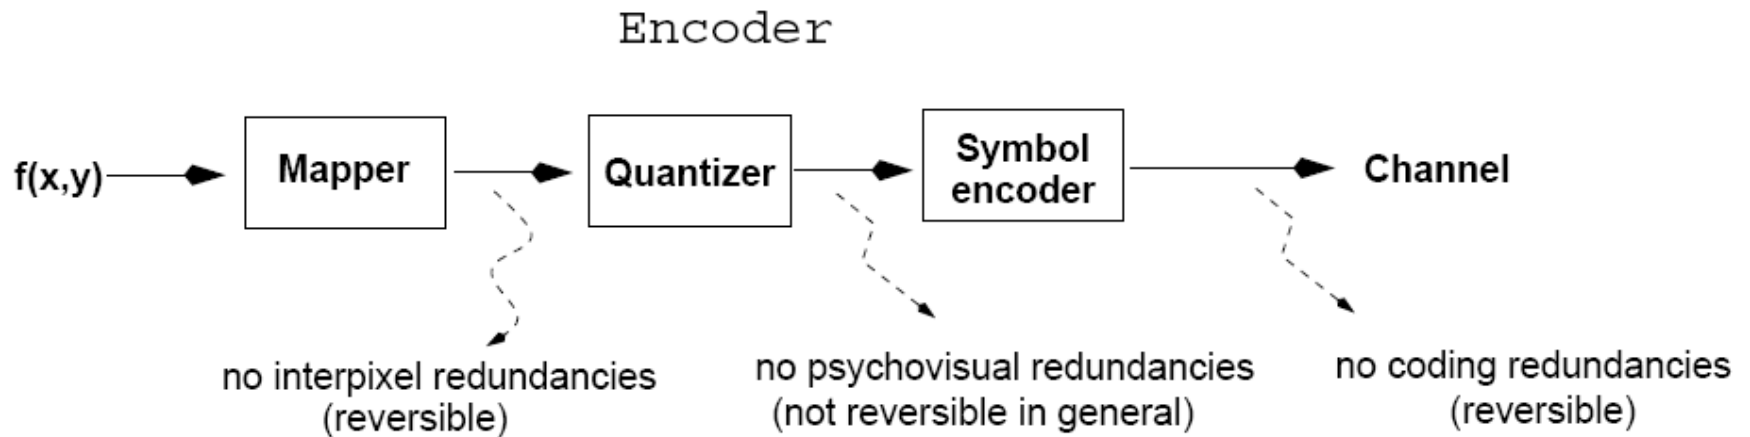 Encoder
f(x,y)
Mapper
Quantizer
Symbol
encoder
Channel
no interpixel redundancies
(reversible)
no psychovisual redundancies
(not reversible in general)
no coding redundancies
(reversible)